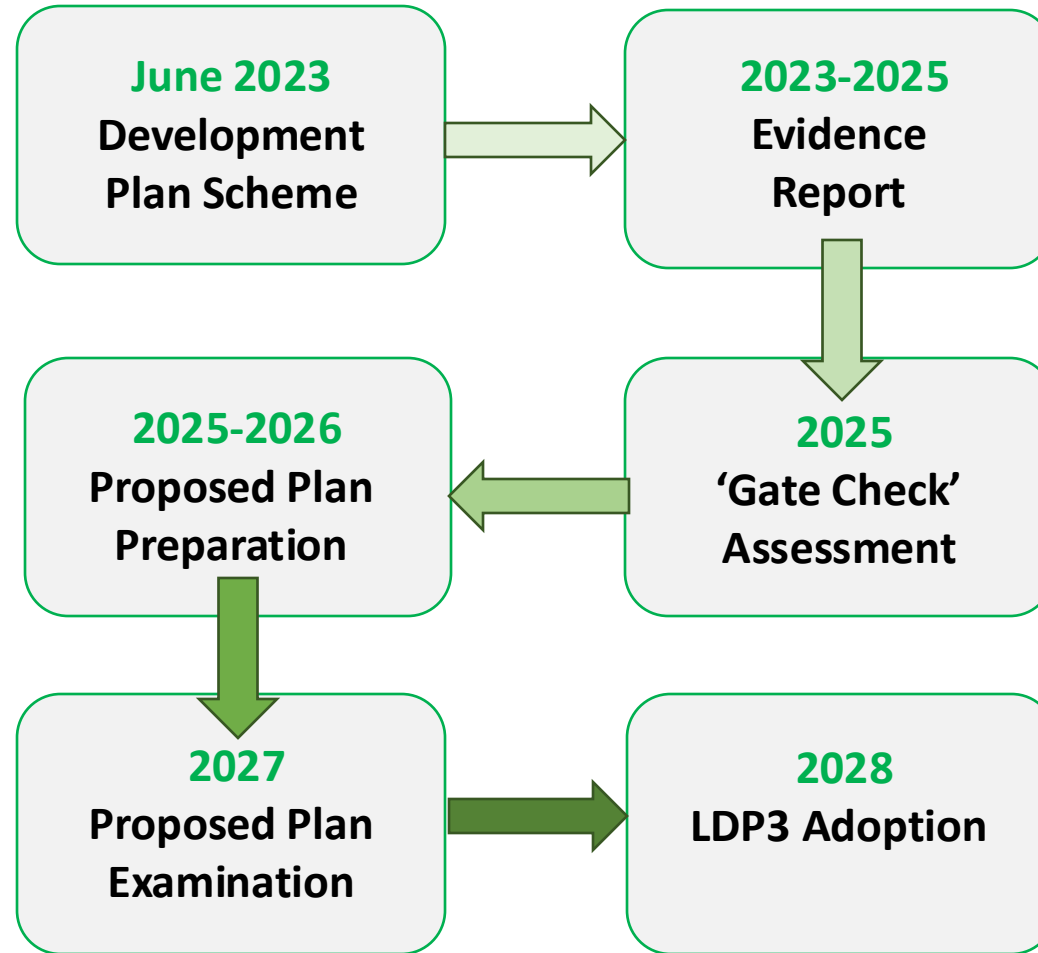 June 2023
Development
Plan Scheme
2023-2025
Evidence
Report
2025
‘Gate Check’
Assessment
2025-2026
Proposed Plan
Preparation
2027
Proposed Plan
Examination
2028
LDP3 Adoption